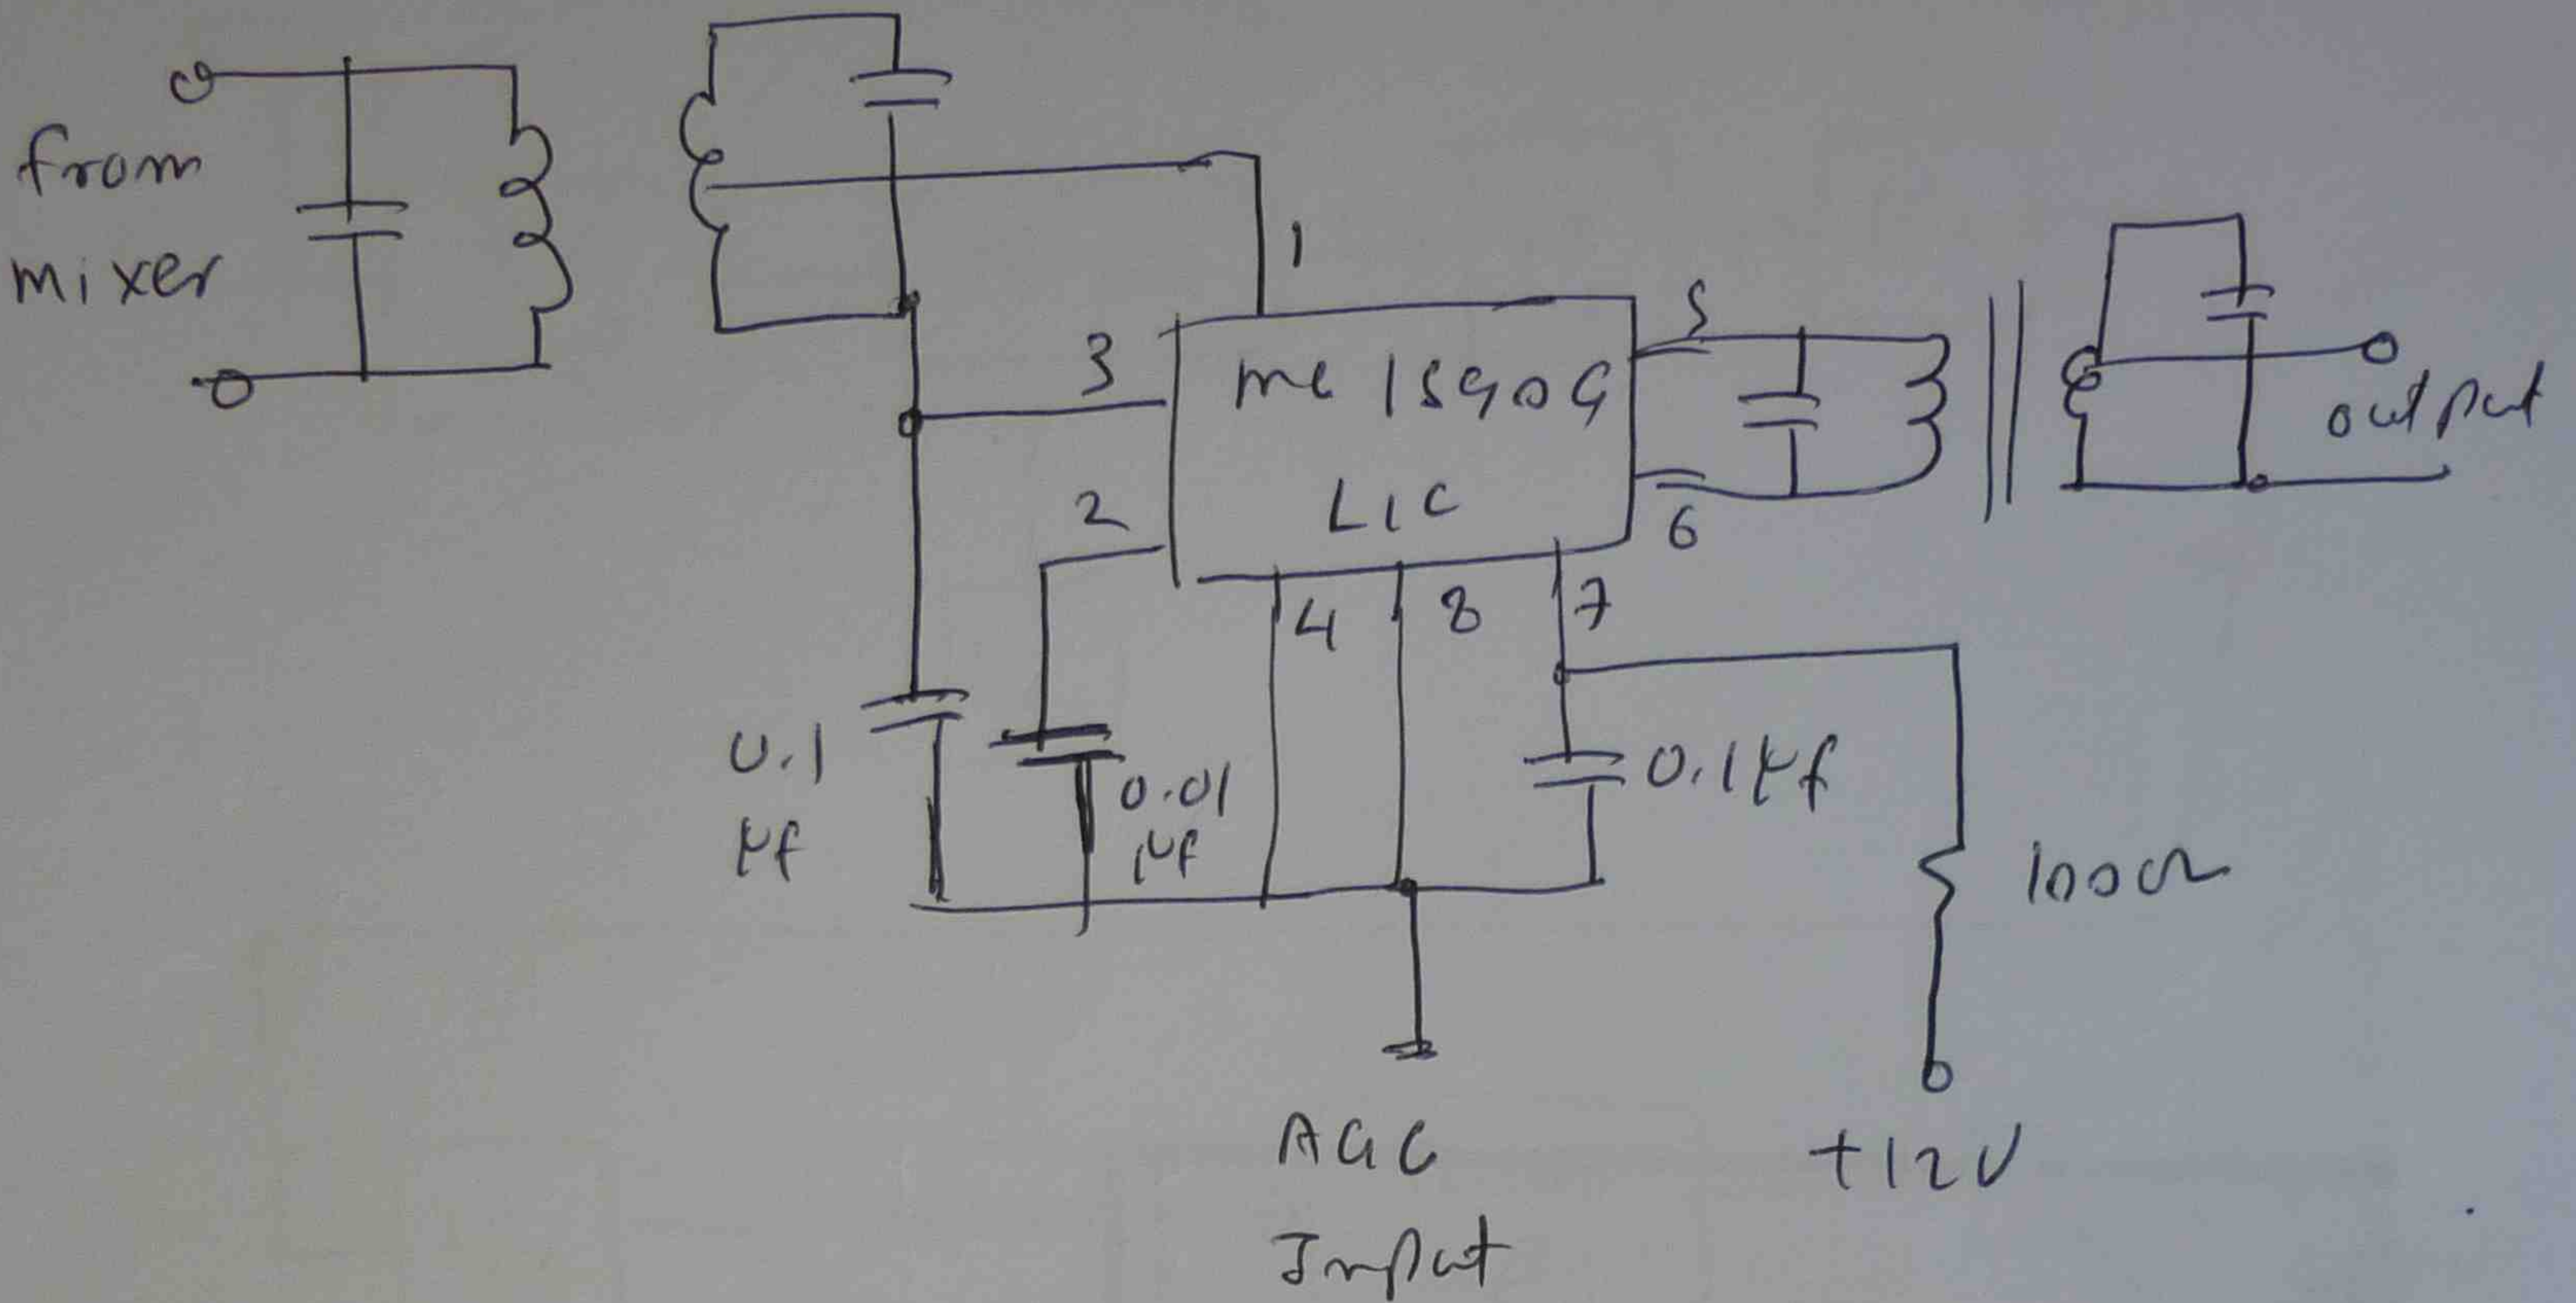 from
mixer
1
3
2
mc 1590G
LIC
5
6
4
8
7
0.1
μf
0.01
μf
0.1μf
100Ω
+12V
AGC
Input
output